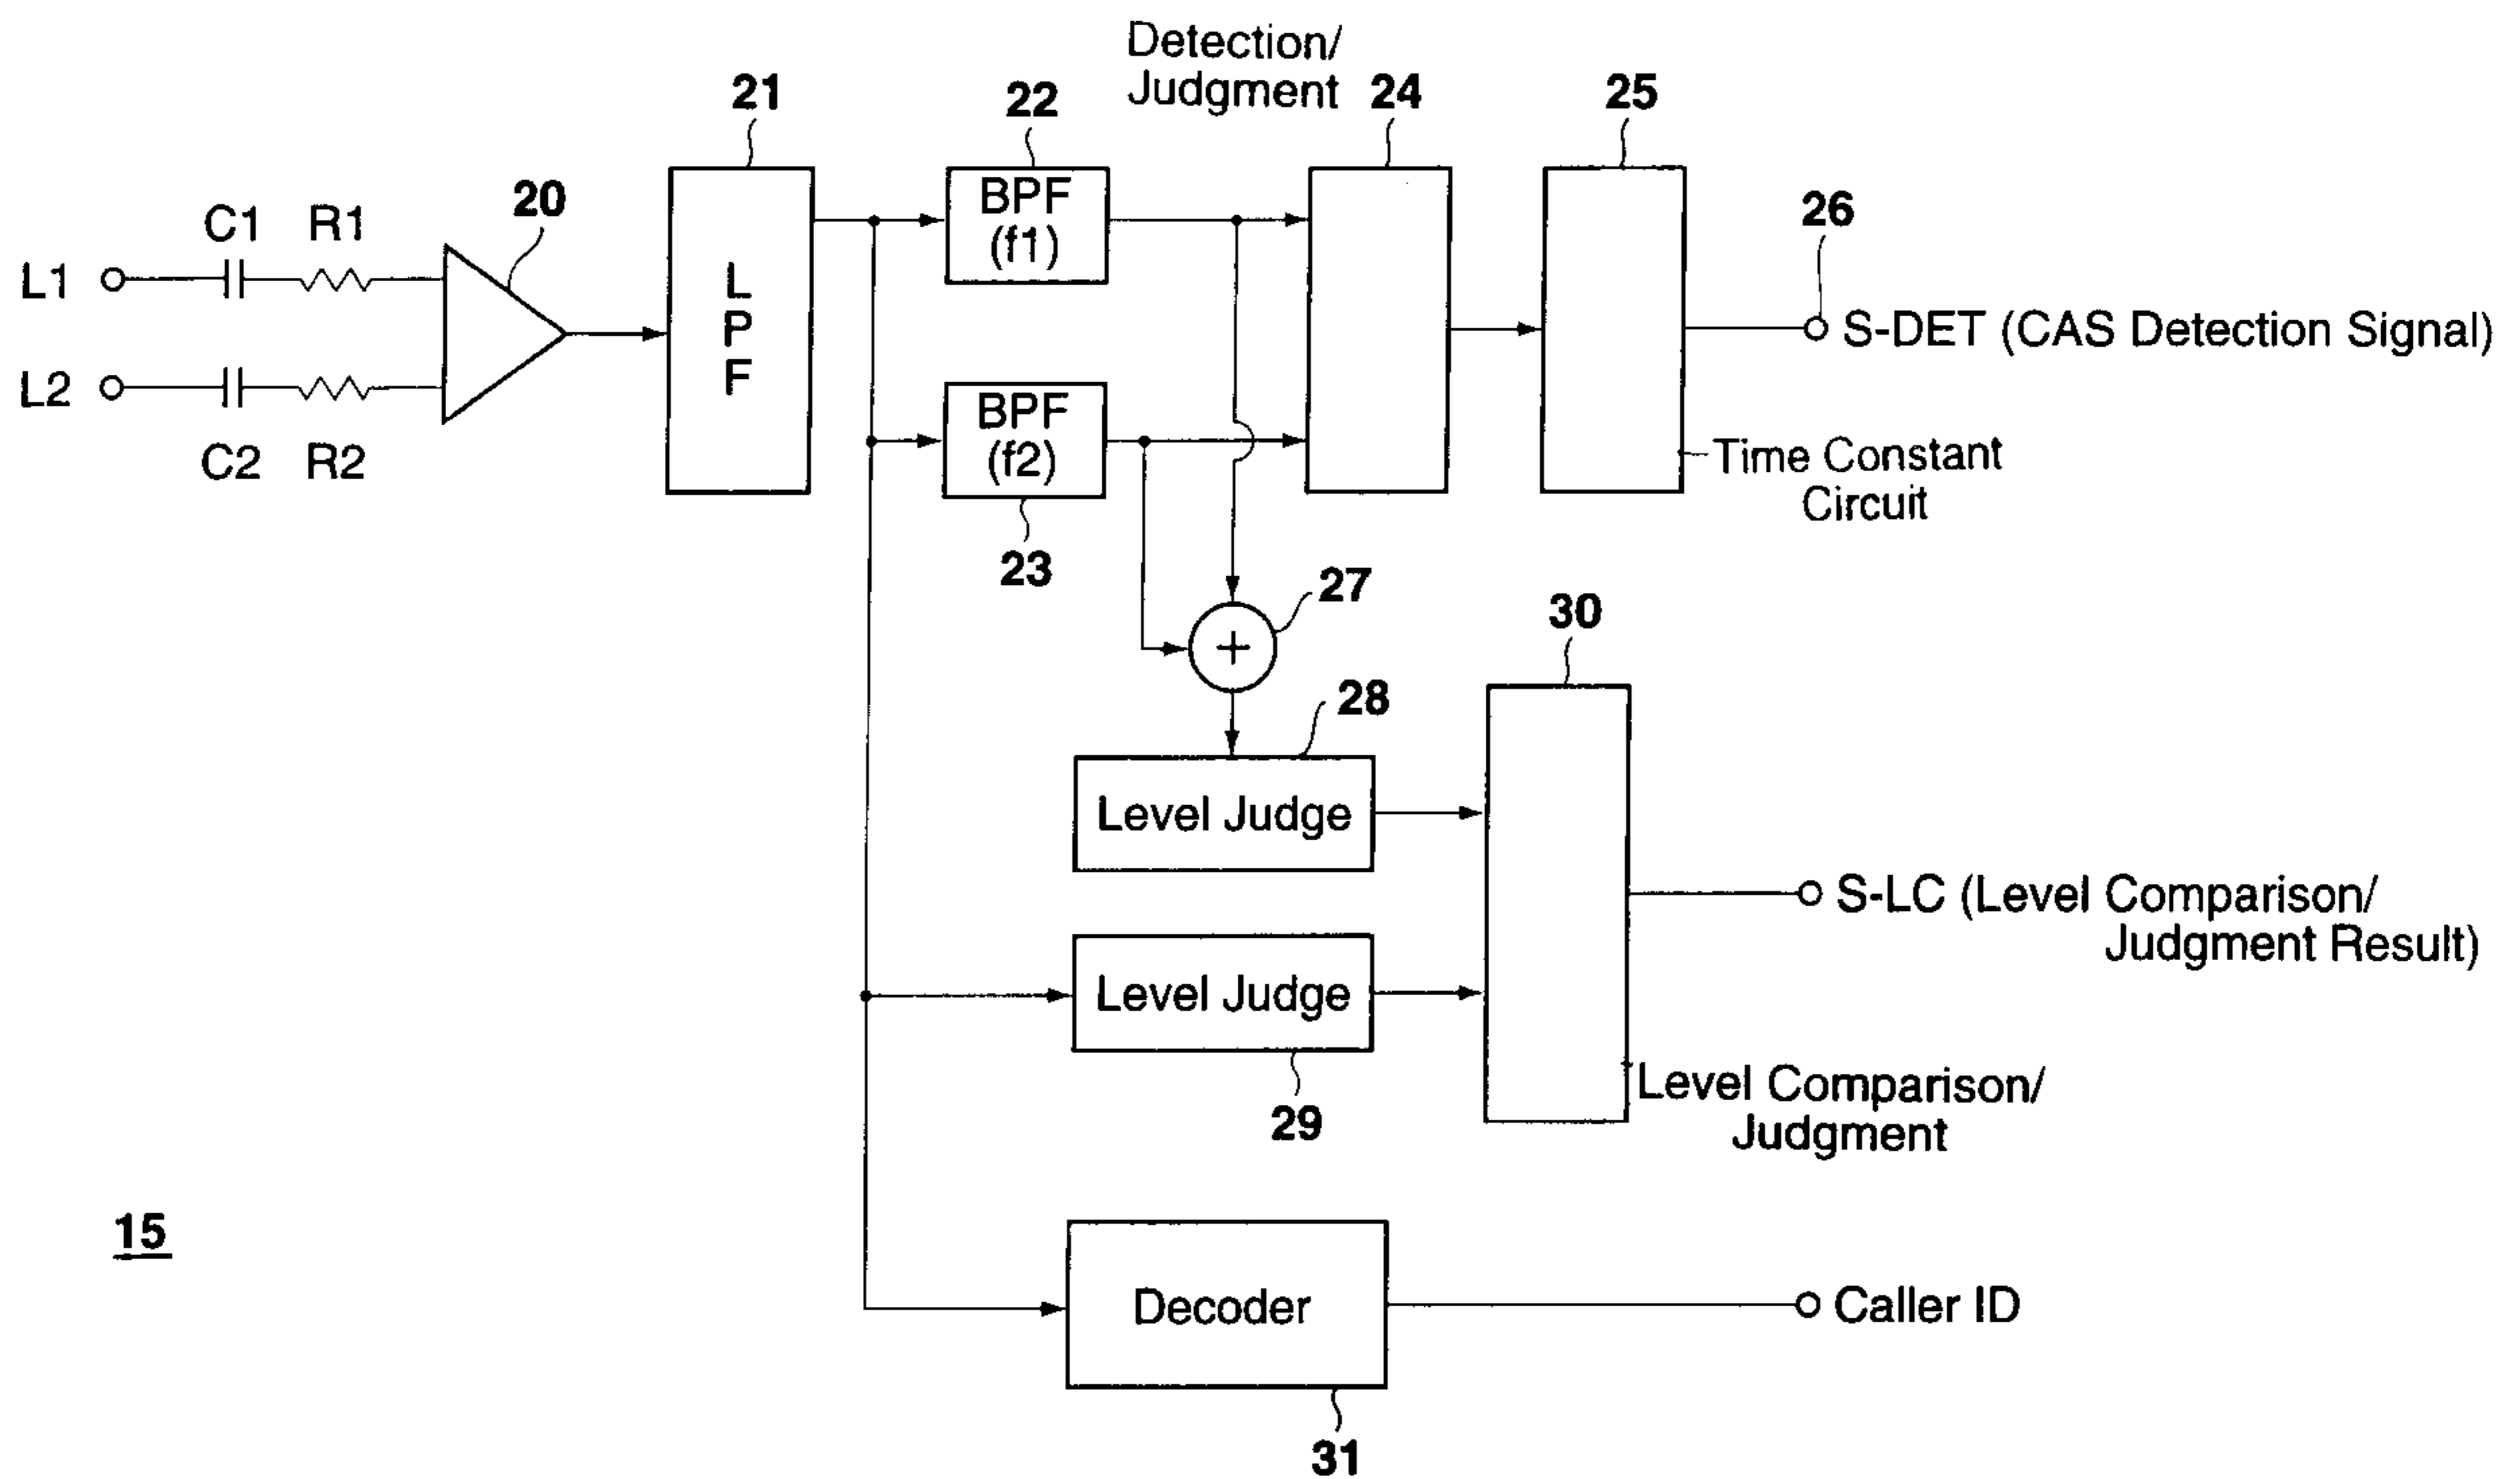 Detection/
Judgment
21
22
24
25
20
26
C1
R1
BPF
(f1)
L1
L
P
F
S-DET (CAS Detection Signal)
L2
BPF
(f2)
C2
R2
Time Constant
Circuit
23
27
+
30
28
Level Judge
S-LC (Level Comparison/
Judgment Result)
Level Judge
Level Comparison/
Judgment
29
15
Decoder
Caller ID
31